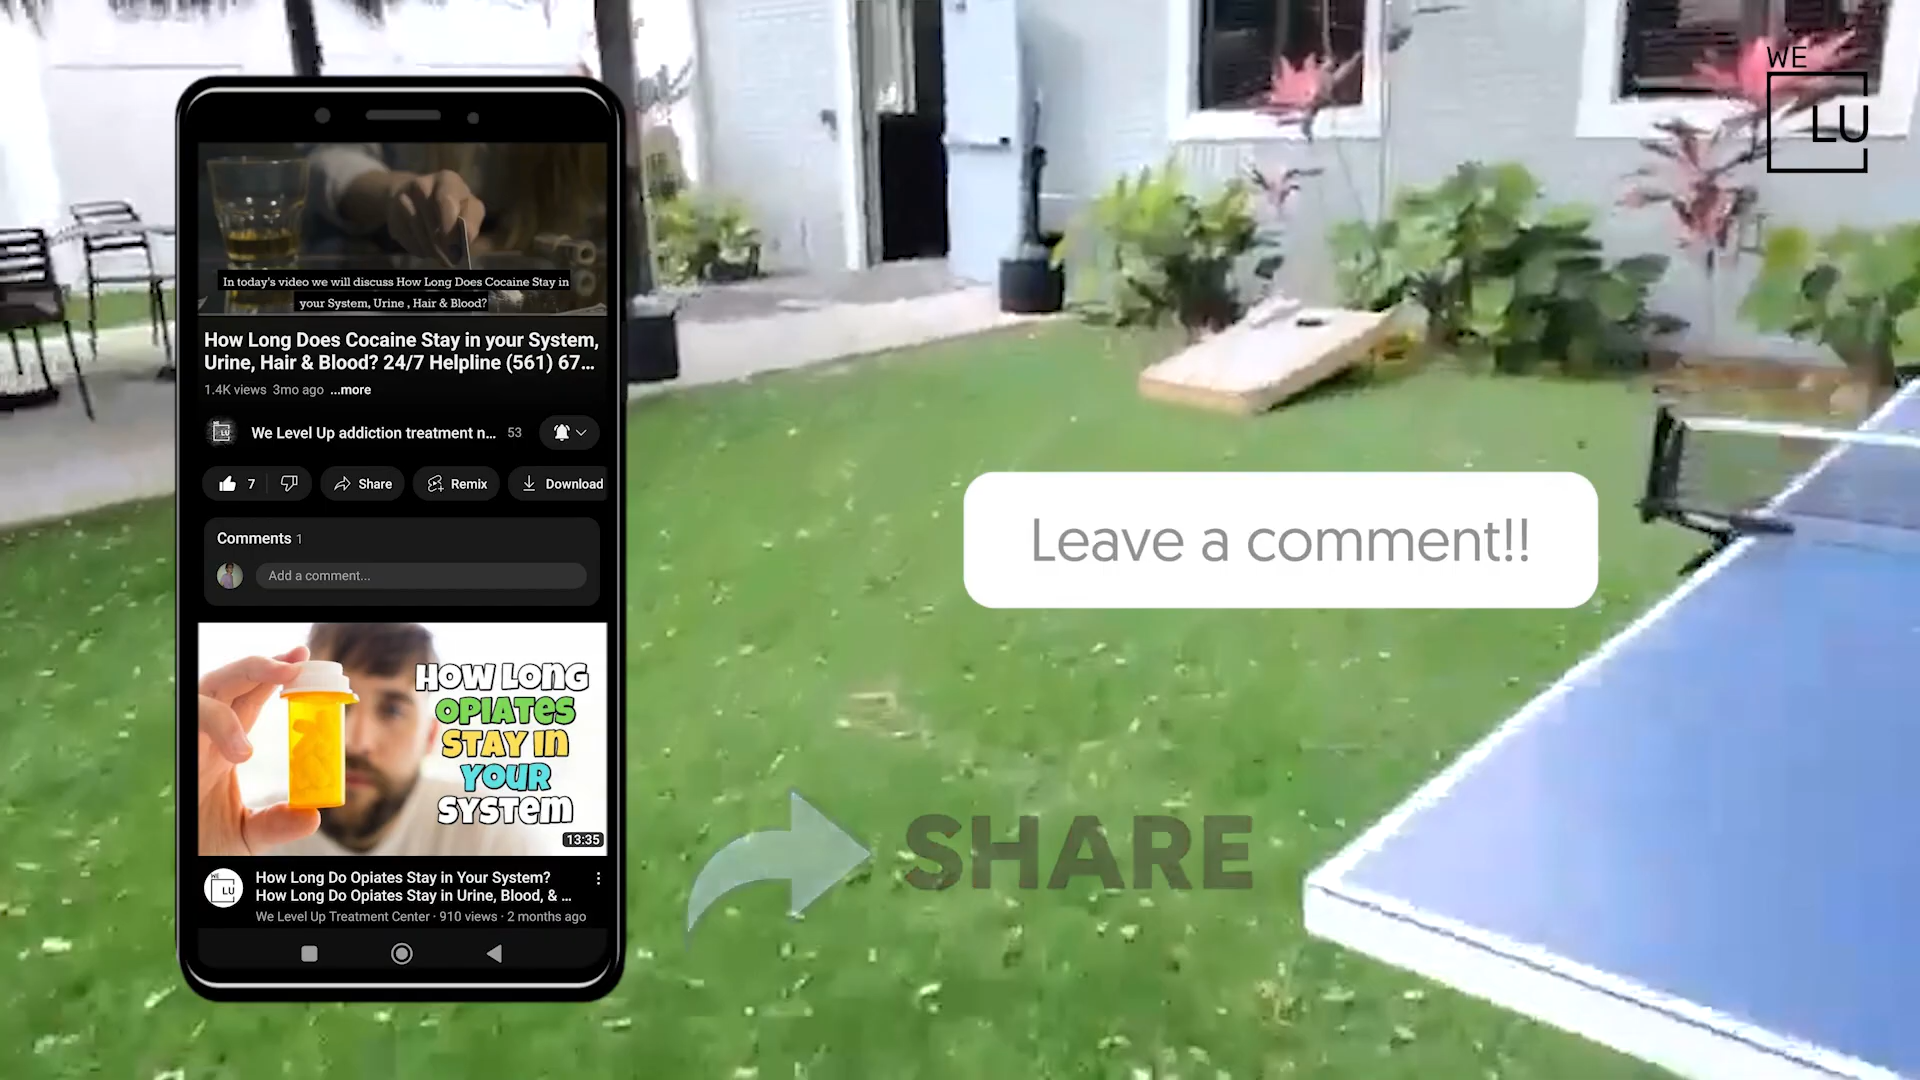 WE
LU
In today's video we will discuss How Long Does Cocaine Stay in
your System, Urine , Hair & Blood?
How Long Does Cocaine Stay in your System,
Urine, Hair & Blood? 24/7 Helpline (561) 67...
1.4K views 3mo ago ...more
LU
We Level Up addiction treatment n... 53
7 Share Remix Download
Comments 1
Add a comment...
HOW LONG
OPIATES
STAY IN
YOUR
SYSTEM
13:35
WE
LU
How Long Do Opiates Stay in Your System?
How Long Do Opiates Stay in Urine, Blood, & ...
We Level Up Treatment Center · 910 views · 2 months ago
Leave a comment!!
SHARE